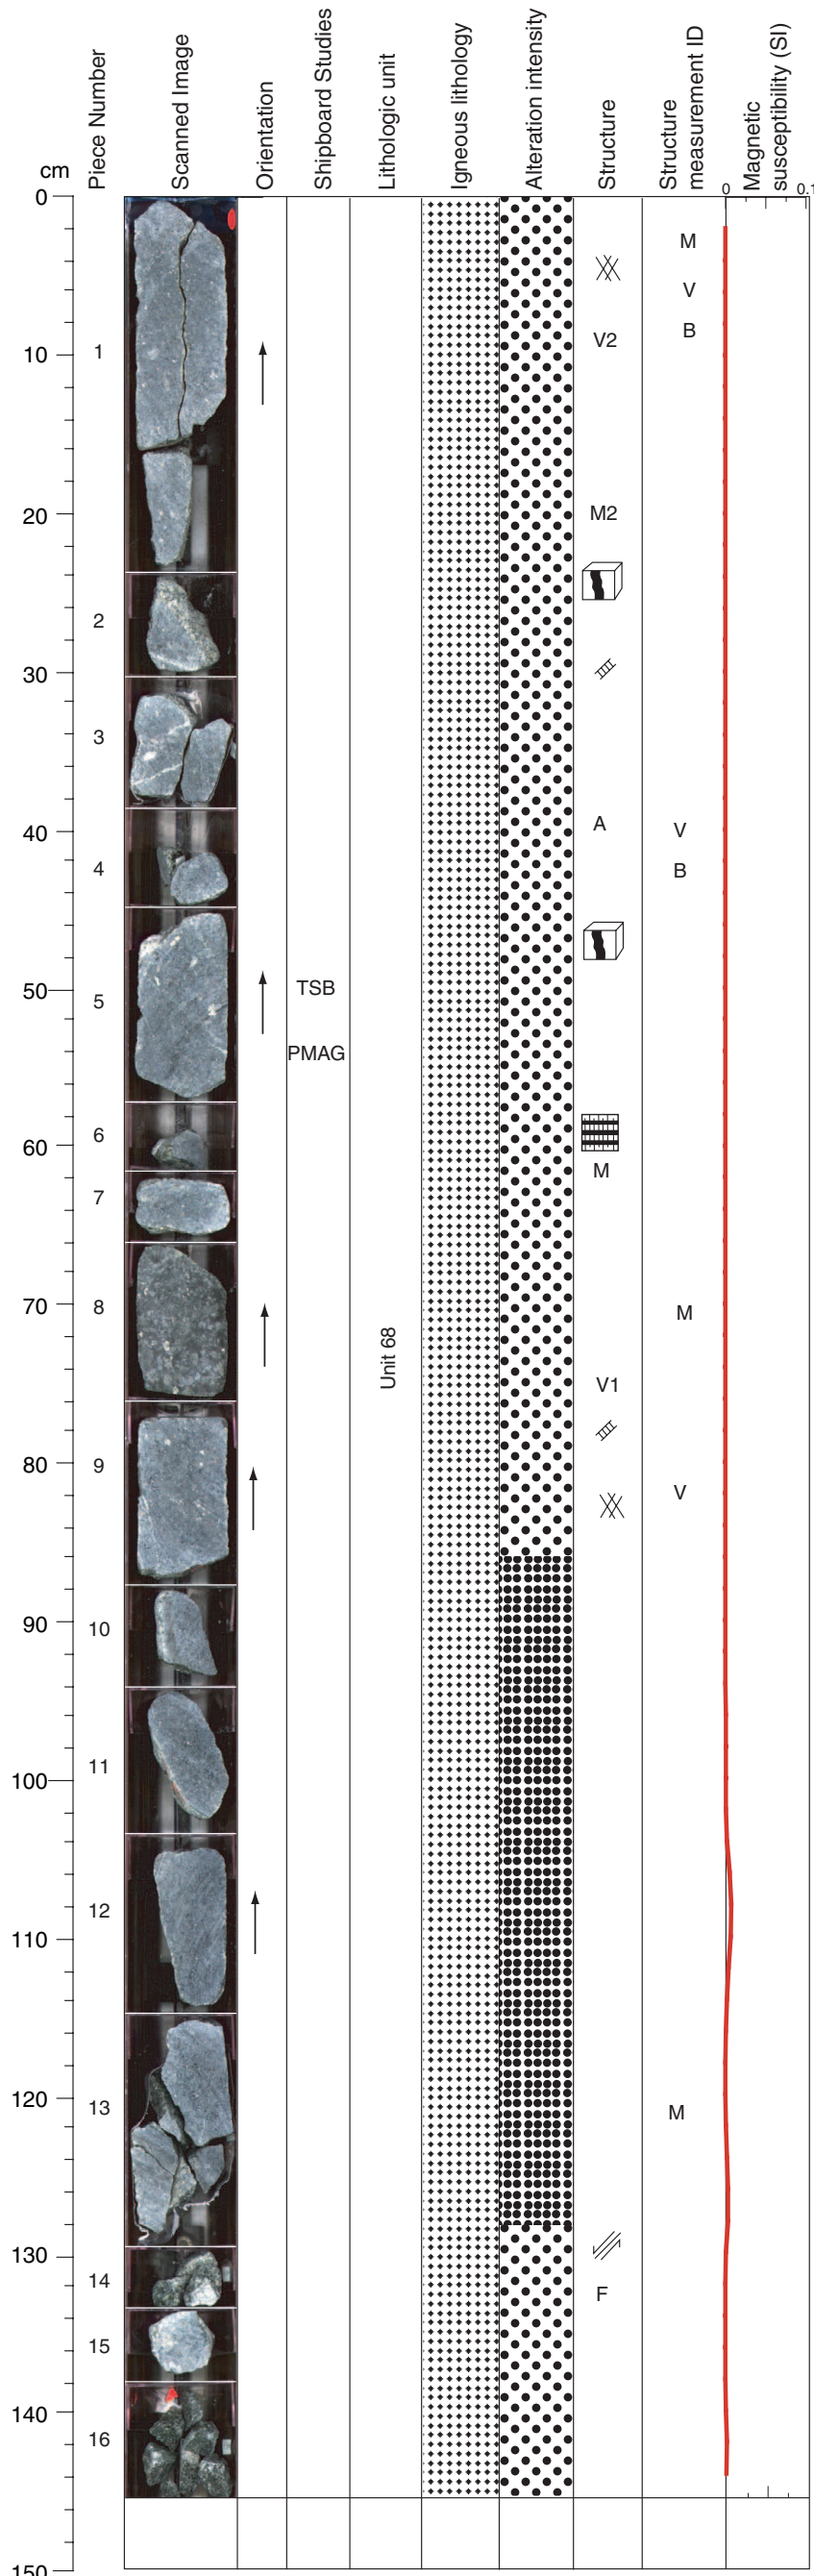 cm
Piece Number
Scanned Image
Orientation
Shipboard Studies
Lithologic unit
Igneous lithology
Alteration intensity
Structure
Structure
measurement ID
Magnetic
susceptibility (SI)
0
0.1
0
M
V
B
1
10
V2
20
M2
2
30
3
40
A
V
4
B
50
5
TSB
PMAG
6
60
M
7
70
8
M
Unit 68
V1
80
9
V
90
10
11
100
12
110
120
13
M
130
14
F
15
140
16
150